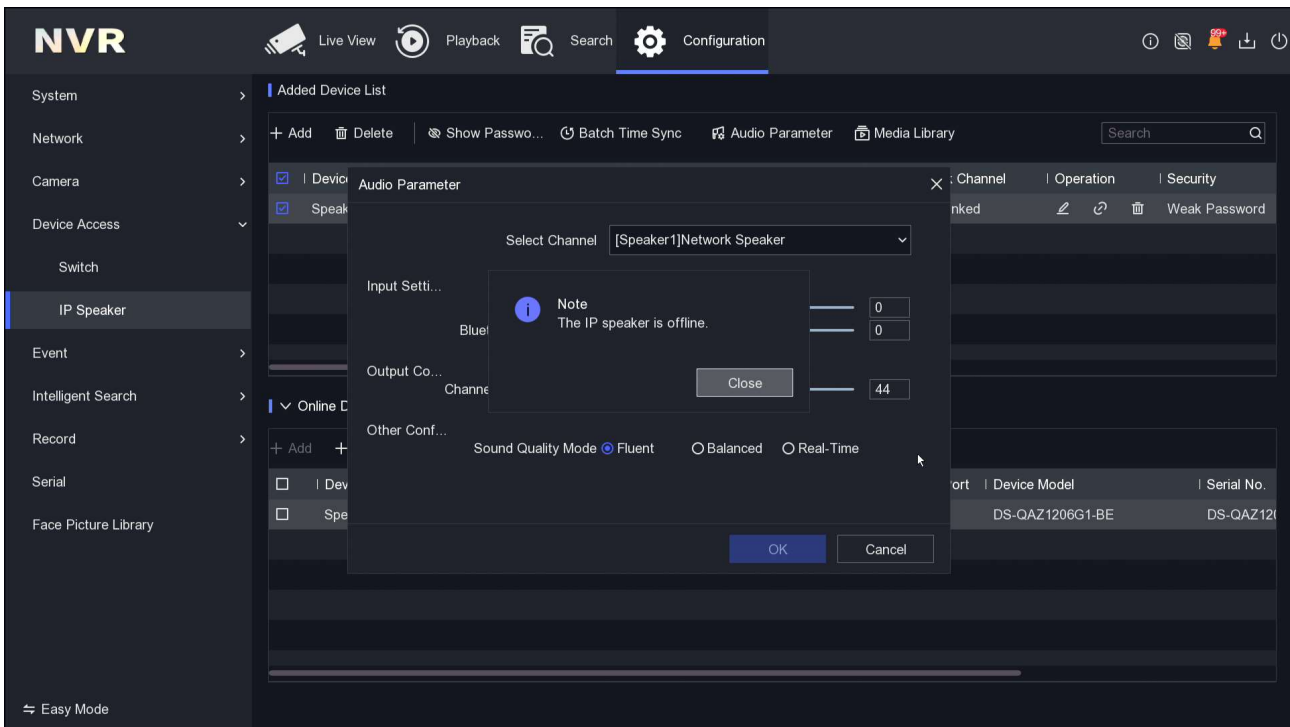 NVR
Live View
Playback
Search
Configuration
99+
System
Network
Camera
Device Access
Switch
IP Speaker
Event
Intelligent Search
Record
Serial
Face Picture Library
Easy Mode
Added Device List
+ Add Delete Show Passwo... Batch Time Sync Audio Parameter Media Library Search
Channel Operation Security
Weak Password
Audio Parameter
Select Channel [Speaker1]Network Speaker
Input Setti...
0
0
Output Co...
44
Note
The IP speaker is offline.
Close
Other Conf...
Sound Quality Mode Fluent Balanced Real-Time
OK Cancel
Online
+ Add +
Device Model Serial No.
DS-QAZ1206G1-BE